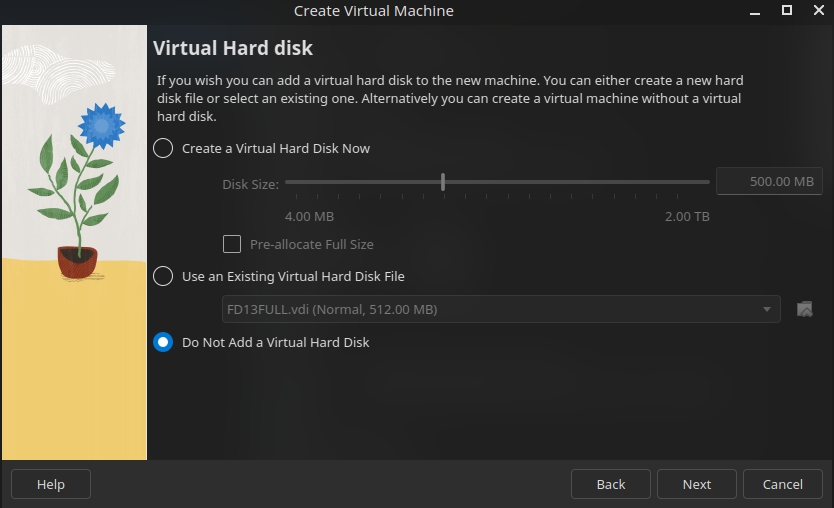 Create Virtual Machine
Virtual Hard disk
If you wish you can add a virtual hard disk to the new machine. You can either create a new hard
disk file or select an existing one. Alternatively you can create a virtual machine without a virtual
hard disk.
Create a Virtual Hard Disk Now
Disk Size:
500.00 MB
4.00 MB
2.00 TB
Pre-allocate Full Size
Use an Existing Virtual Hard Disk File
FD13FULL.vdi (Normal, 512.00 MB)
Do Not Add a Virtual Hard Disk
Help
Back
Next
Cancel